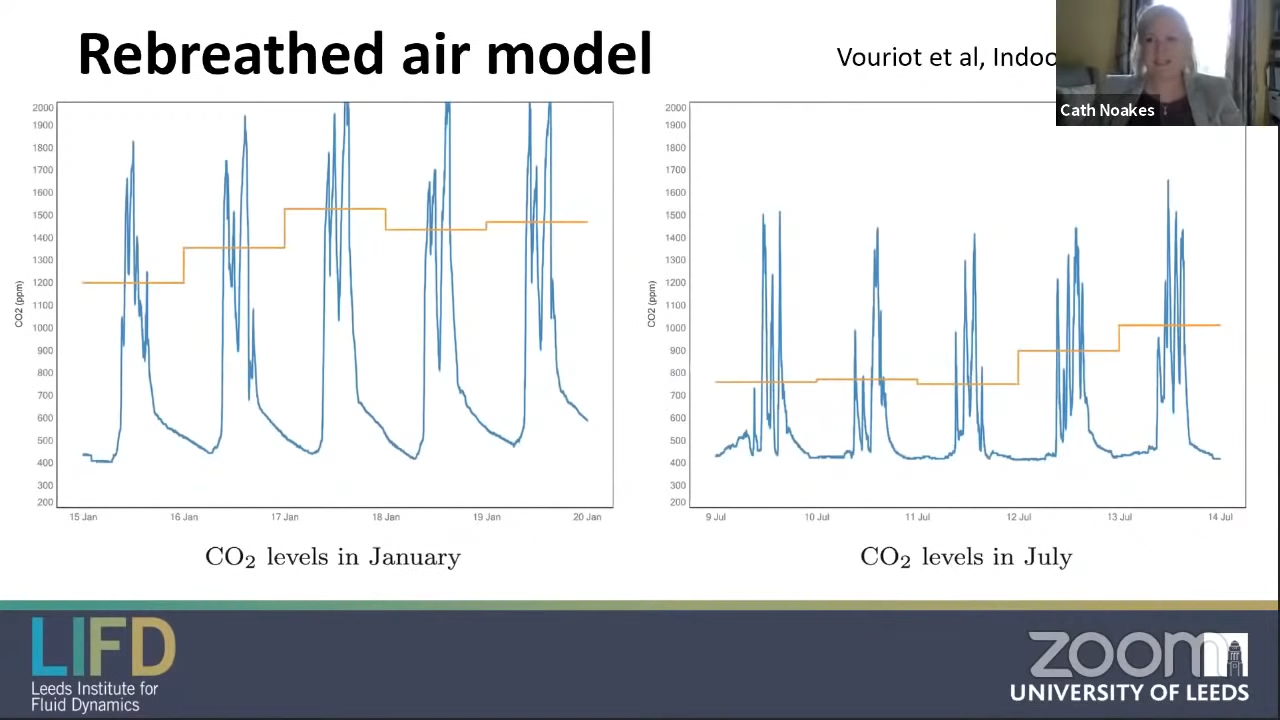 Rebreathed air model
Vouriot et al, Indoo
Cath Noakes
2000
1900
1800
1700
1600
1500
1400
1300
1200
1100
1000
900
800
700
600
500
400
300
200
CO2 (ppm)
15 Jan 16 Jan 17 Jan 18 Jan 19 Jan 20 Jan
CO₂ levels in January
2000
1900
1800
1700
1600
1500
1400
1300
1200
1100
1000
900
800
700
600
500
400
300
200
CO2 (ppm)
9 Jul 10 Jul 11 Jul 12 Jul 13 Jul 14 Jul
CO₂ levels in July
LIFD
Leeds Institute for
Fluid Dynamics
zoom
UNIVERSITY OF LEEDS